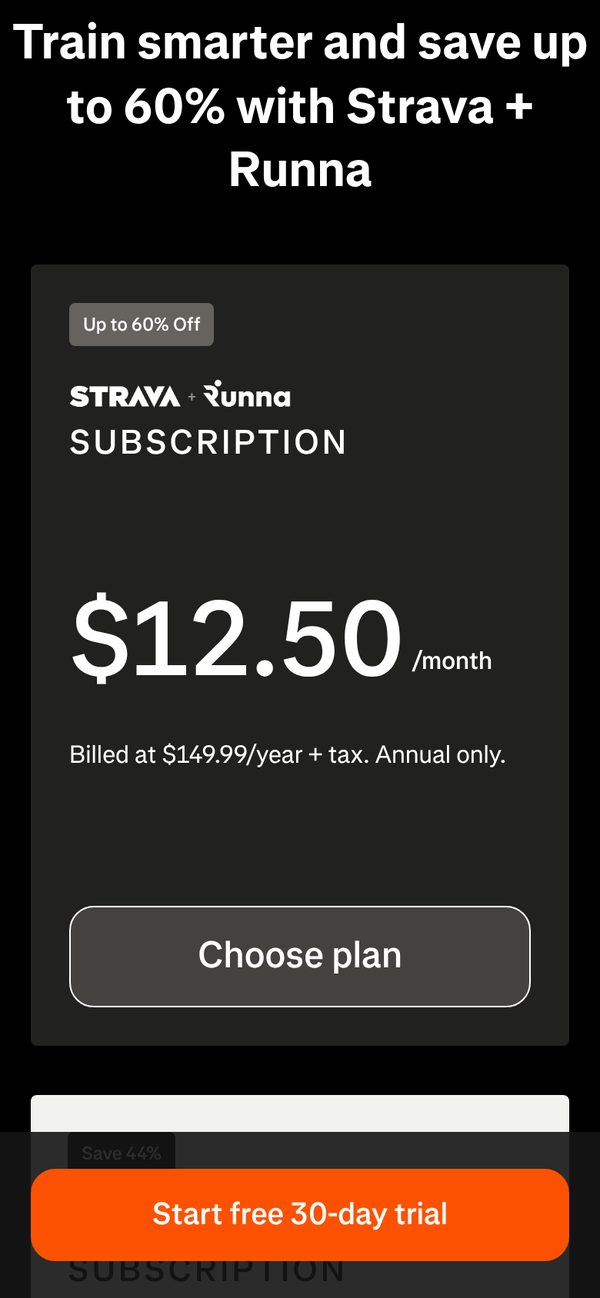 Train smarter and save up
to 60% with Strava +
Runna
Up to 60% Off
STRAVA + Runna
SUBSCRIPTION
$12.50 /month
Billed at $149.99/year + tax. Annual only.
Choose plan
Save 44%
Start free 30-day trial
SUBSCRIPTION